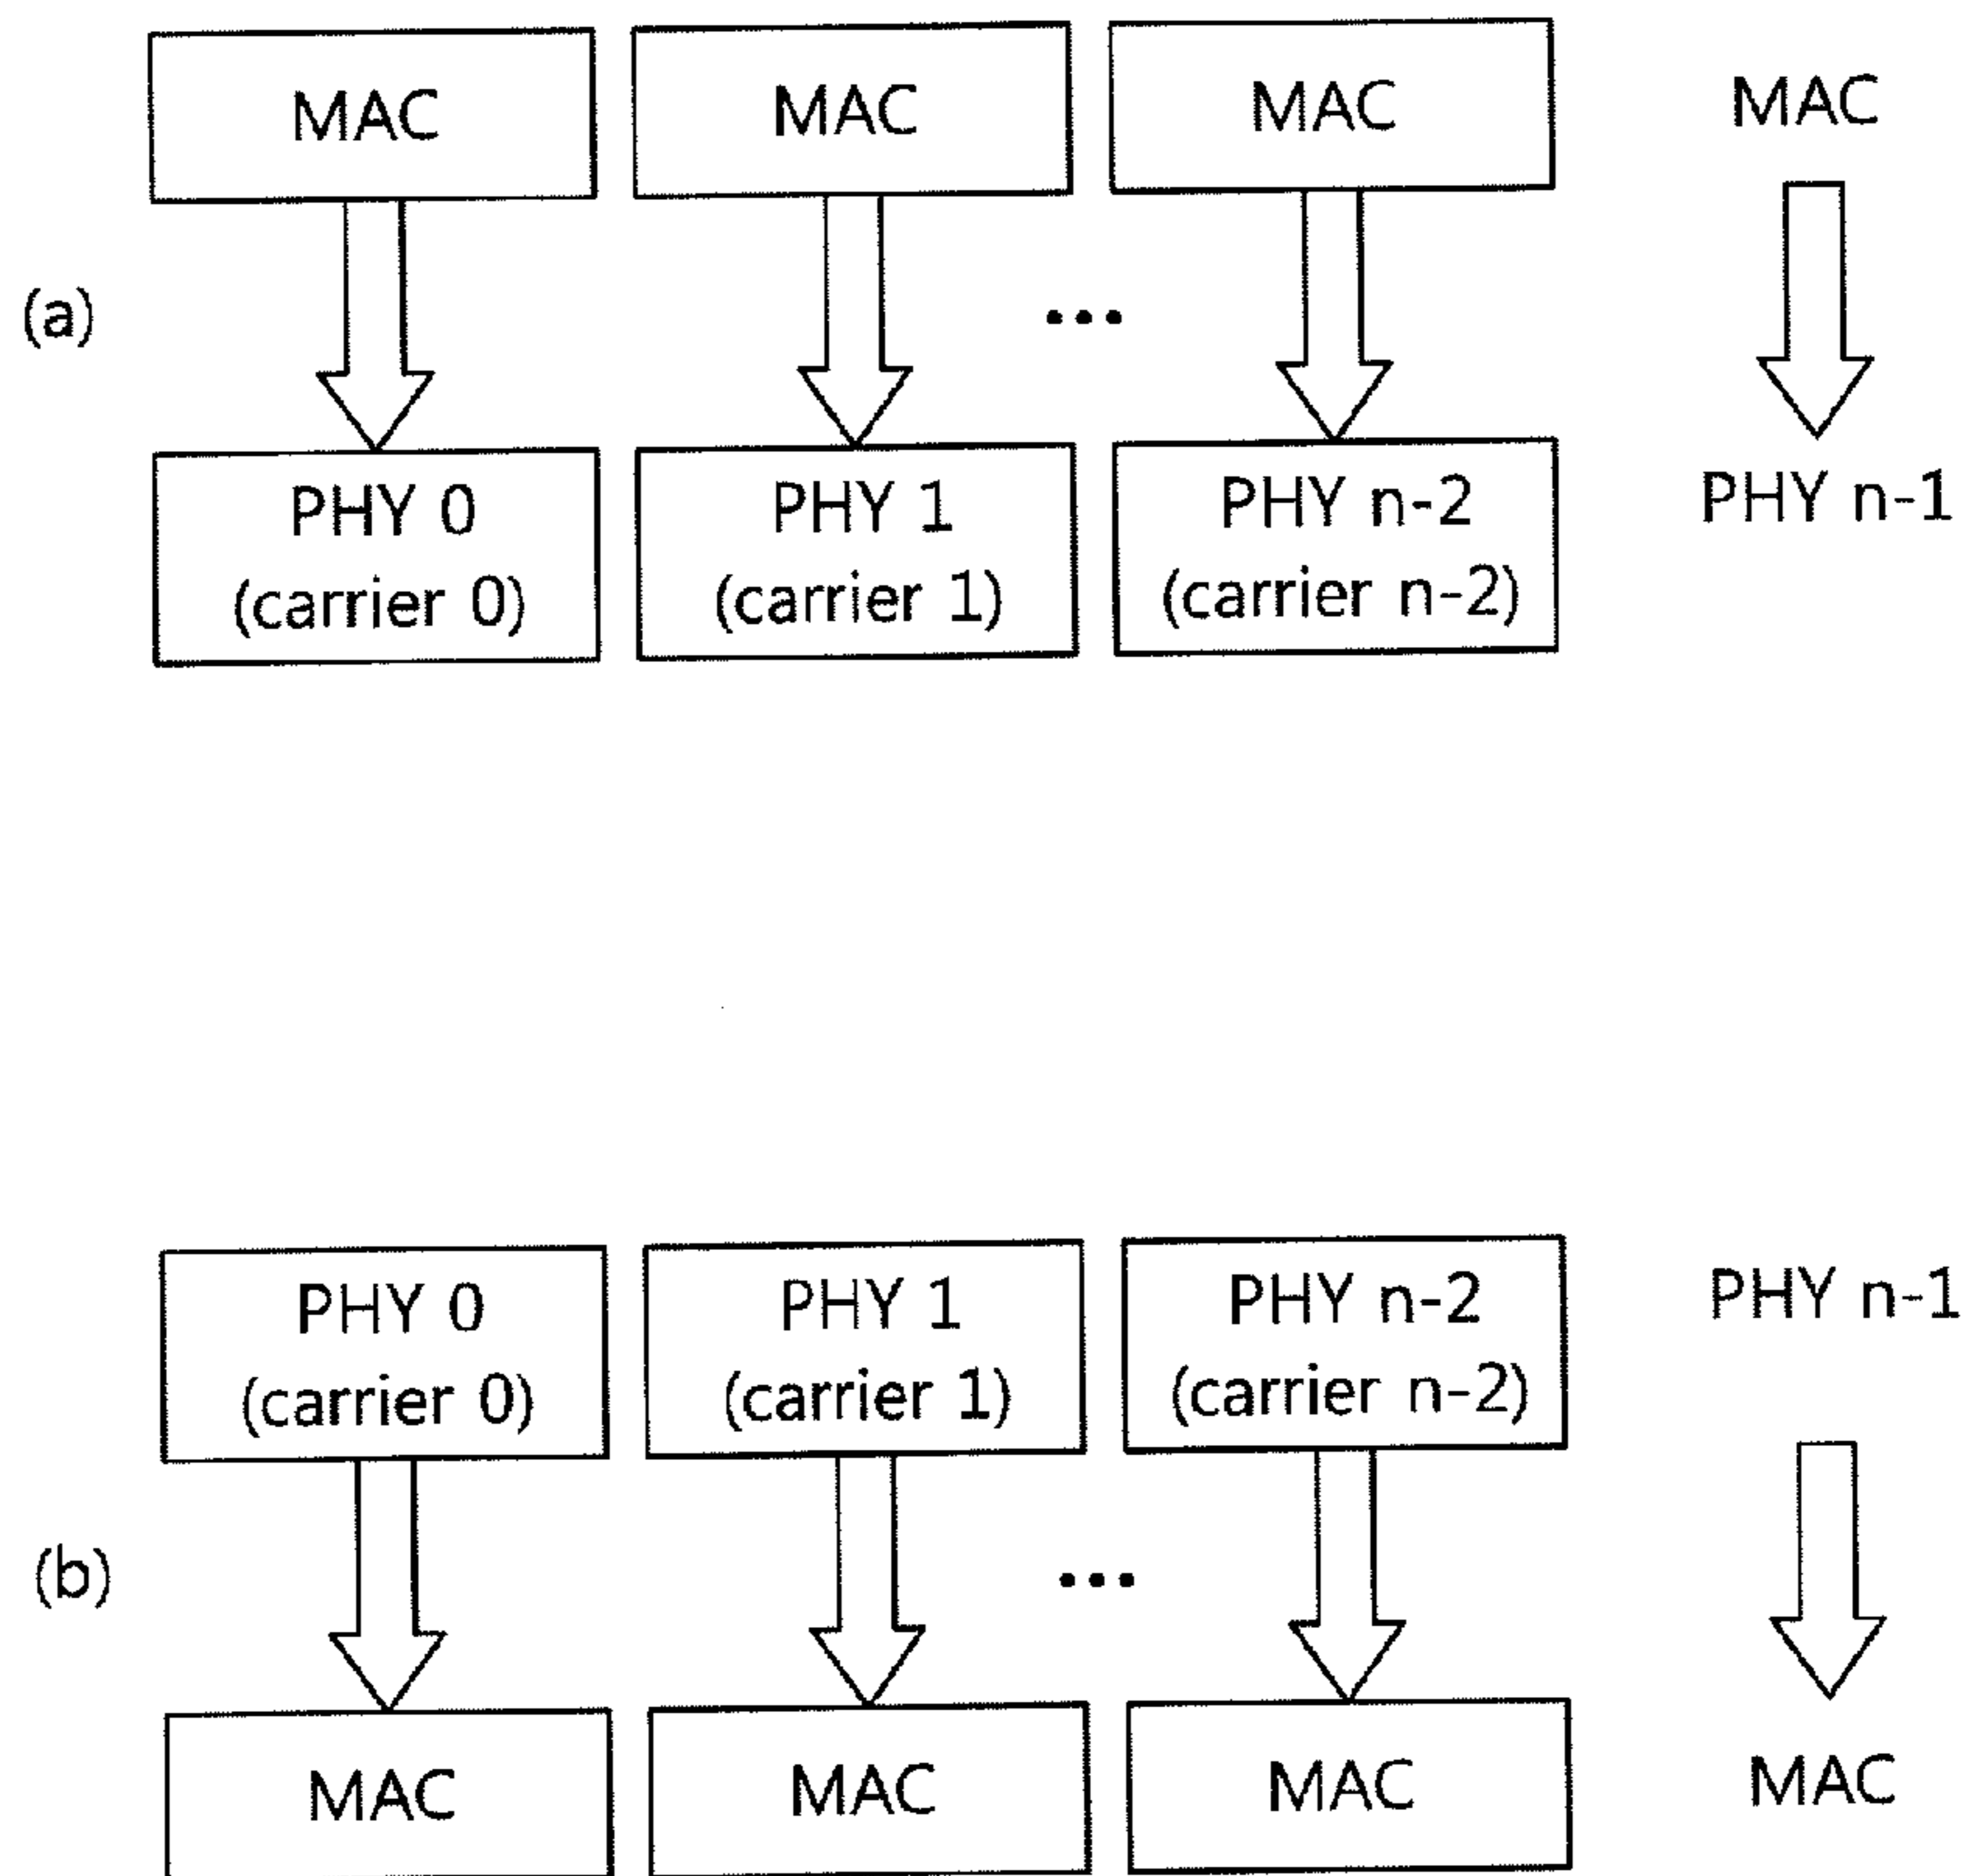 MAC MAC MAC MAC
(a)
...
PHY 0 PHY 1 PHY n-2 PHY n-1
(carrier 0) (carrier 1) (carrier n-2)
PHY 0 PHY 1 PHY n-2 PHY n-1
(carrier 0) (carrier 1) (carrier n-2)
(b)
...
MAC MAC MAC MAC